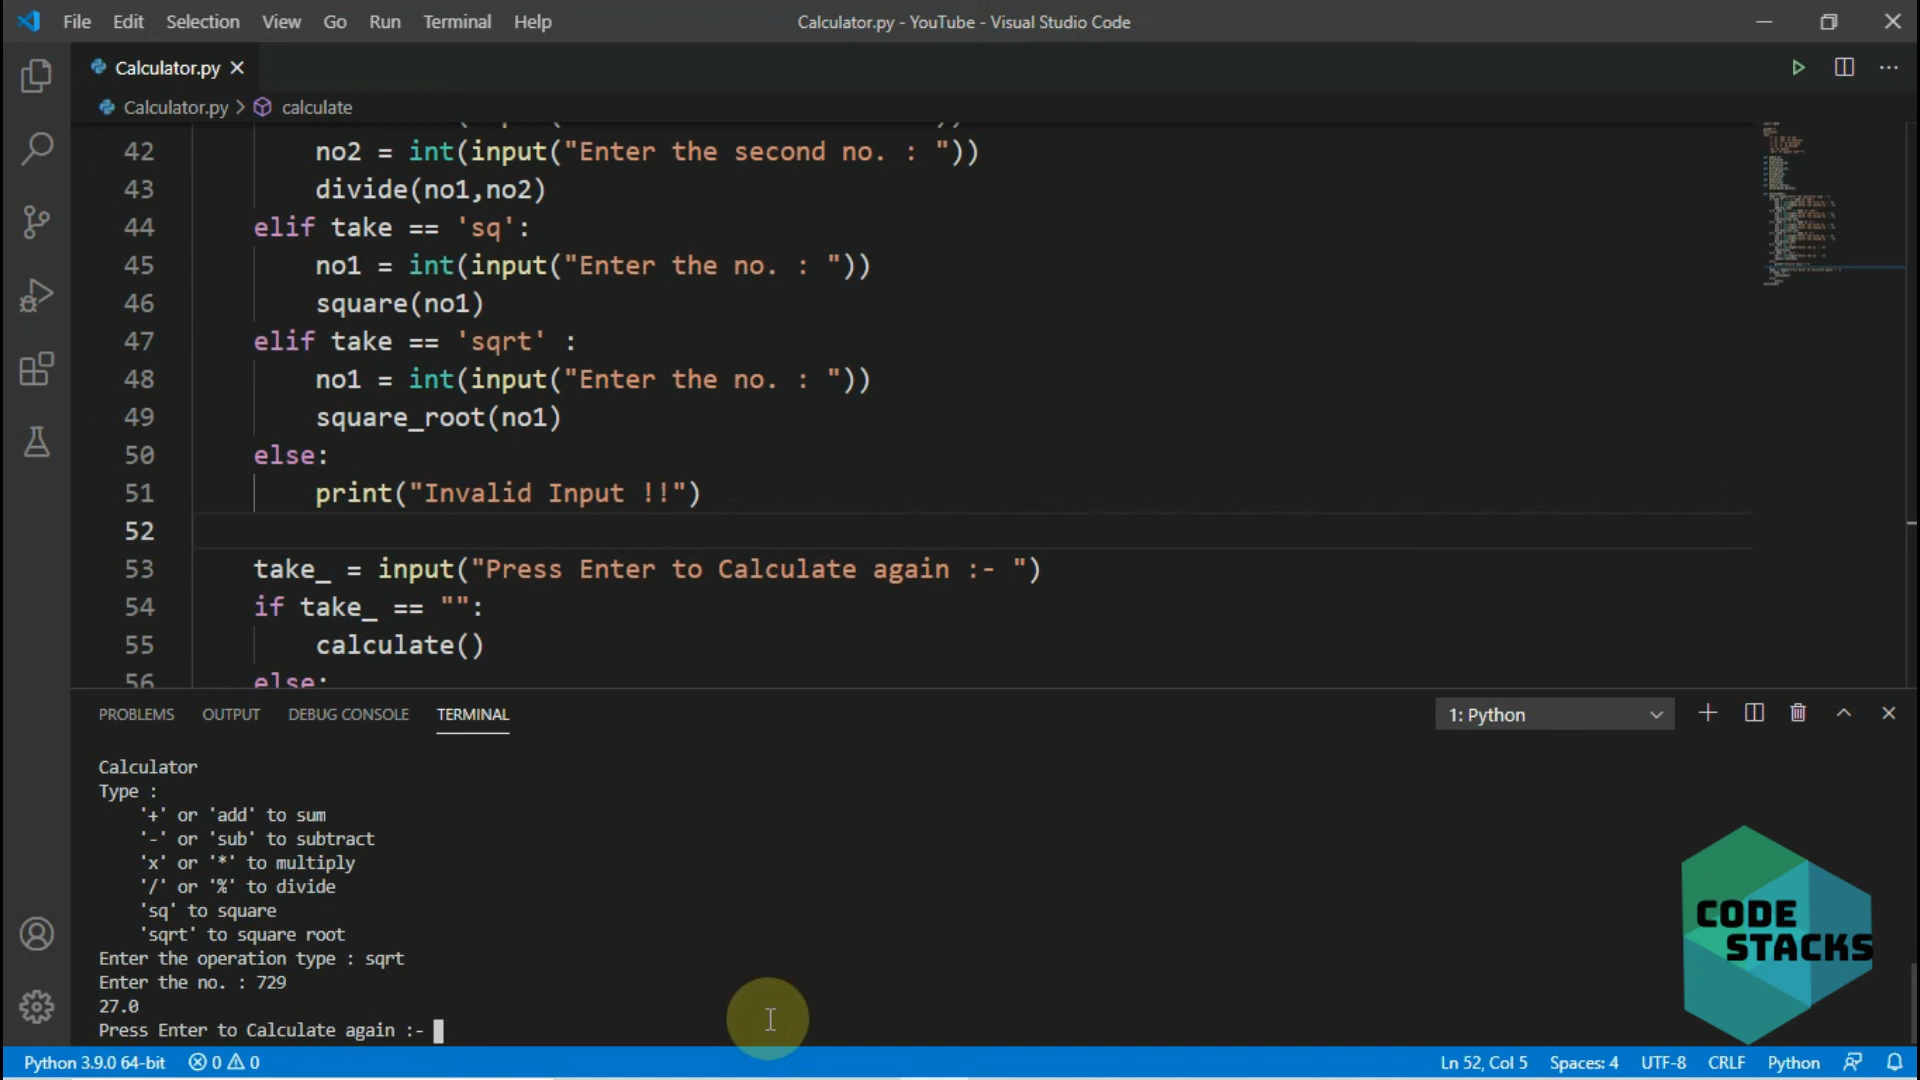 File Edit Selection View Go Run Terminal Help
Calculator.py - YouTube - Visual Studio Code
Calculator.py
Calculator.py > calculate
42 no2 = int(input("Enter the second no. : "))
43 divide(no1,no2)
44 elif take == 'sq':
45 no1 = int(input("Enter the no. : "))
46 square(no1)
47 elif take == 'sqrt' :
48 no1 = int(input("Enter the no. : "))
49 square_root(no1)
50 else:
51 print("Invalid Input !!")
52
53 take_ = input("Press Enter to Calculate again :- ")
54 if take_ == "":
55 calculate()
56 else:
PROBLEMS OUTPUT DEBUG CONSOLE TERMINAL
1: Python
Calculator
Type :
'+' or 'add' to sum
'-' or 'sub' to subtract
'x' or '*' to multiply
'/' or '%' to divide
'sq' to square
'sqrt' to square root
Enter the operation type : sqrt
Enter the no. : 729
27.0
Press Enter to Calculate again :-
CODE
STACKS
Python 3.9.0 64-bit 0 0
Ln 52, Col 5 Spaces: 4 UTF-8 CRLF Python